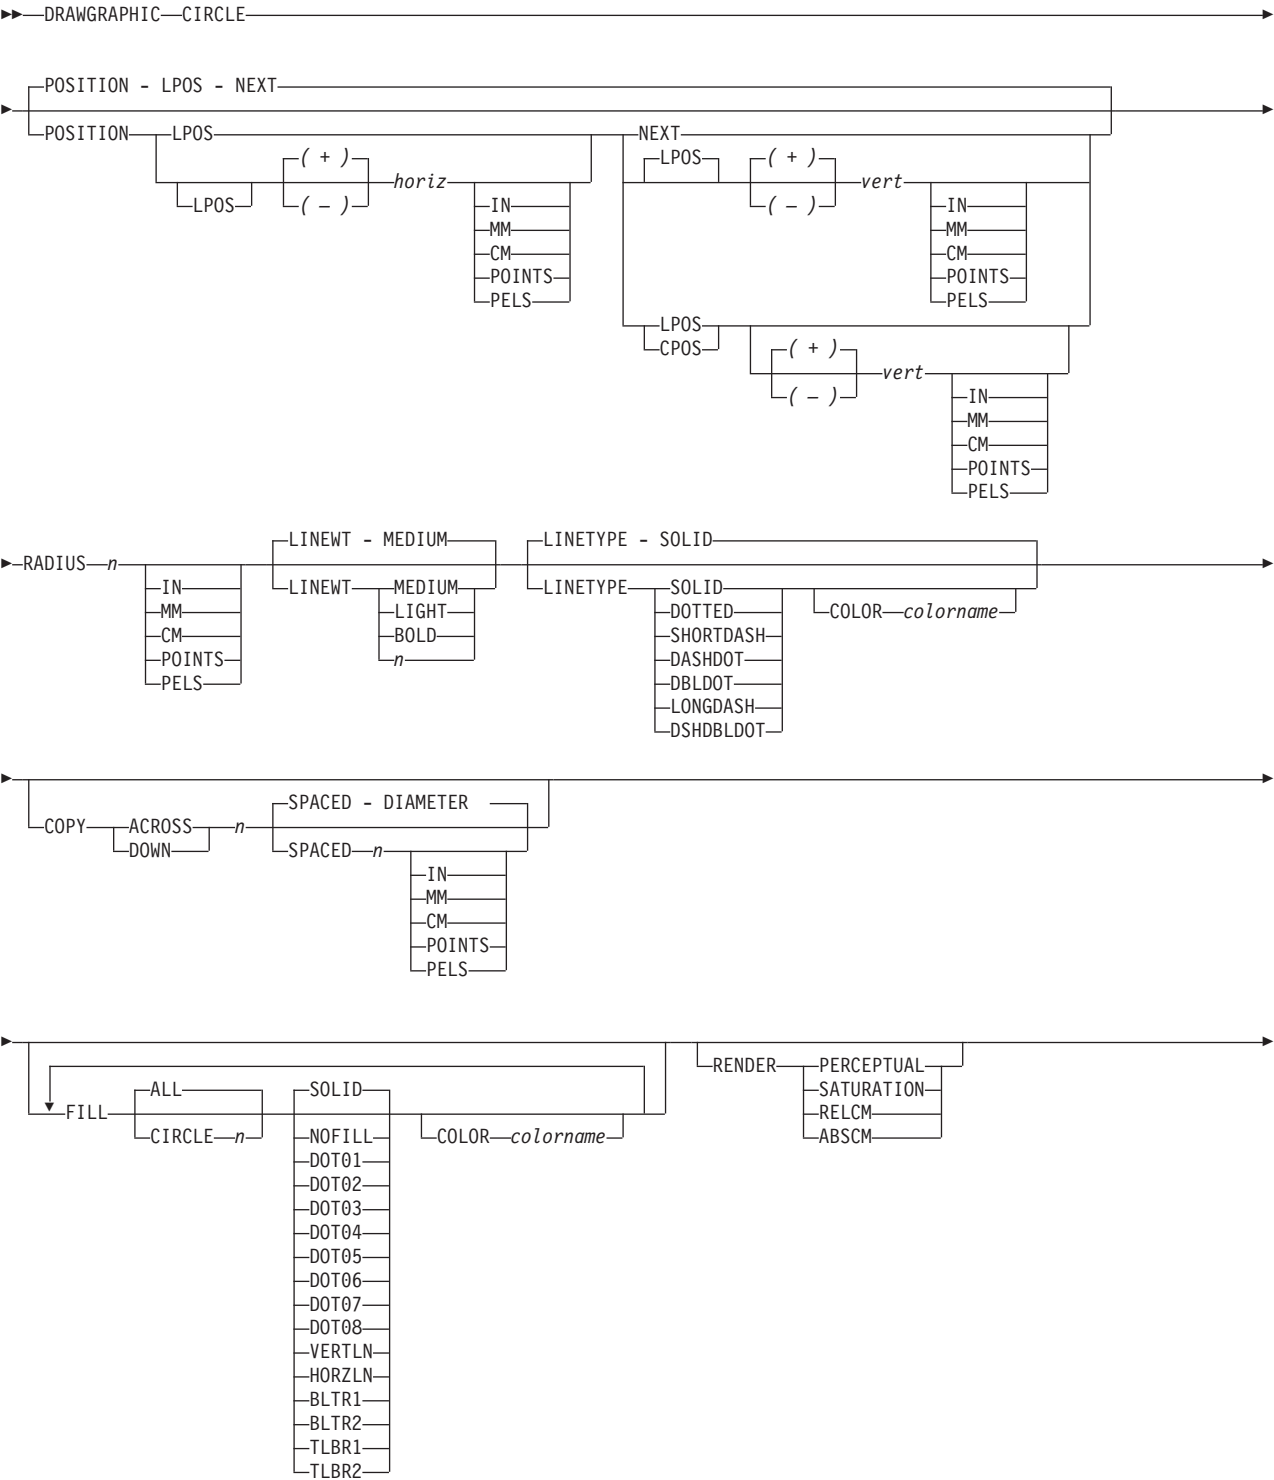 DRAWGRAPHIC CIRCLE
POSITION - LPOS - NEXT
POSITION LPOS NEXT
( + ) LPOS ( + )
horiz vert
LPOS ( – ) IN ( – ) IN
MM MM
CM CM
POINTS POINTS
PELS PELS
LPOS
CPOS ( + )
vert
( – ) IN
MM
CM
POINTS
PELS
LINEWT - MEDIUM LINETYPE - SOLID
RADIUS n
IN LINEWT MEDIUM LINETYPE SOLID
MM LIGHT DOTTED COLOR colorname
CM BOLD SHORTDASH
POINTS n DASHDOT
PELS DBLDOT
LONGDASH
DSHDBLDOT
SPACED - DIAMETER
COPY ACROSS n
DOWN SPACED n
IN
MM
CM
POINTS
PELS
RENDER PERCEPTUAL
ALL SOLID SATURATION
FILL RELCM
CIRCLE n NOFILL COLOR colorname ABSCM
DOT01
DOT02
DOT03
DOT04
DOT05
DOT06
DOT07
DOT08
VERTLN
HORZLN
BLTR1
BLTR2
TLBR1
TLBR2